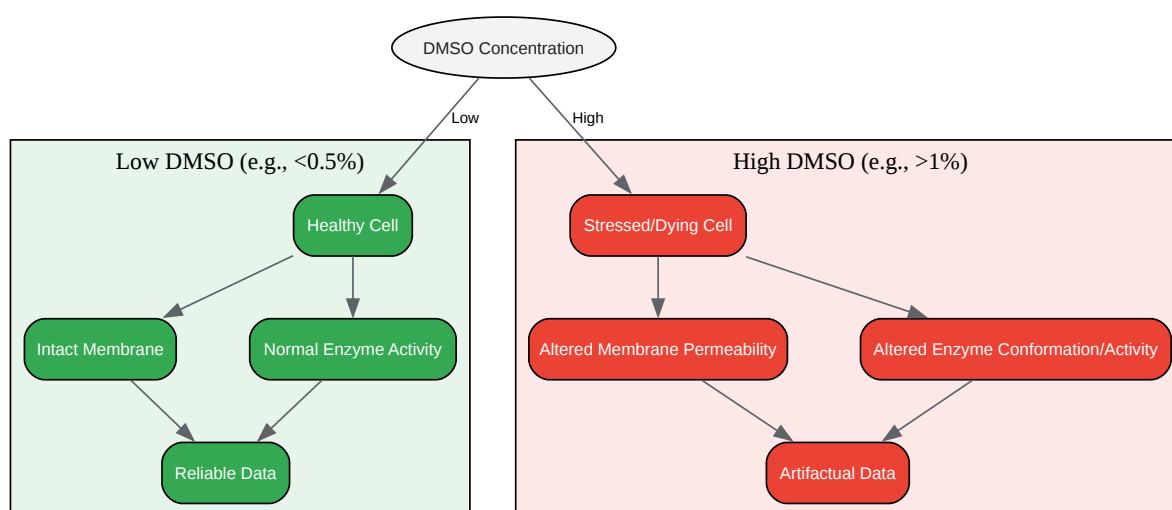 DMSO Concentration
Low
High
Low DMSO (e.g., <0.5%)
High DMSO (e.g., >1%)
Healthy Cell
Stressed/Dying Cell
Intact Membrane
Normal Enzyme Activity
Altered Membrane Permeability
Altered Enzyme Conformation/Activity
Reliable Data
Artifactual Data